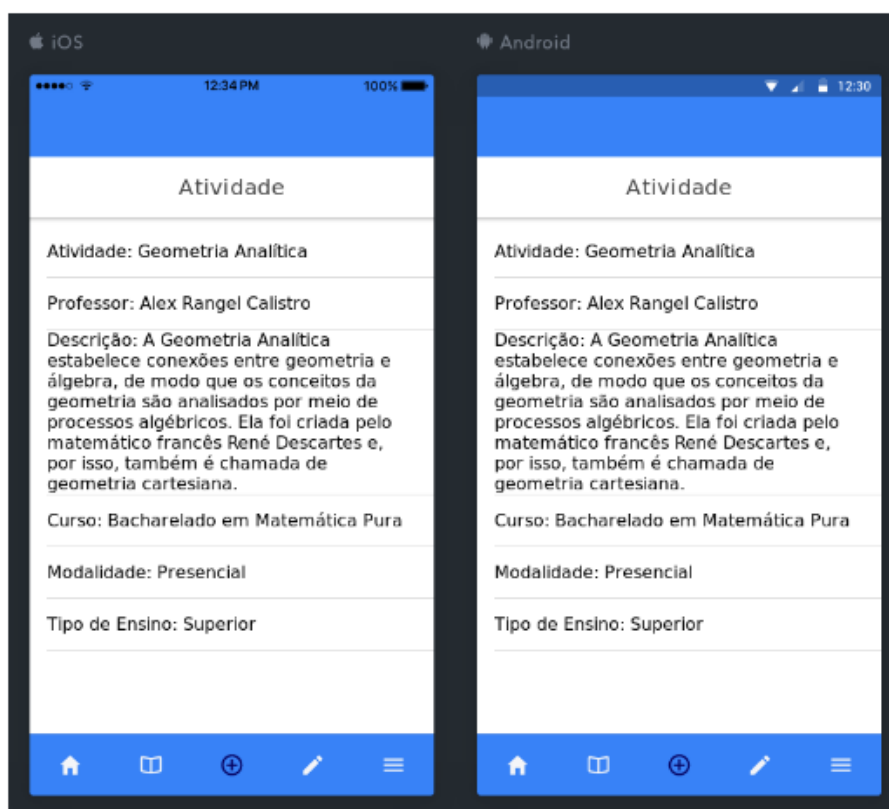 iOS
12:34 PM
100%
Atividade
Atividade: Geometria Analítica
Professor: Alex Rangel Calistro
Descrição: A Geometria Analítica
estabelece conexões entre geometria e
álgebra, de modo que os conceitos da
geometria são analisados por meio de
processos algébricos. Ela foi criada pelo
matemático francês René Descartes e,
por isso, também é chamada de
geometria cartesiana.
Curso: Bacharelado em Matemática Pura
Modalidade: Presencial
Tipo de Ensino: Superior
Android
12:30
Atividade
Atividade: Geometria Analítica
Professor: Alex Rangel Calistro
Descrição: A Geometria Analítica
estabelece conexões entre geometria e
álgebra, de modo que os conceitos da
geometria são analisados por meio de
processos algébricos. Ela foi criada pelo
matemático francês René Descartes e,
por isso, também é chamada de
geometria cartesiana.
Curso: Bacharelado em Matemática Pura
Modalidade: Presencial
Tipo de Ensino: Superior